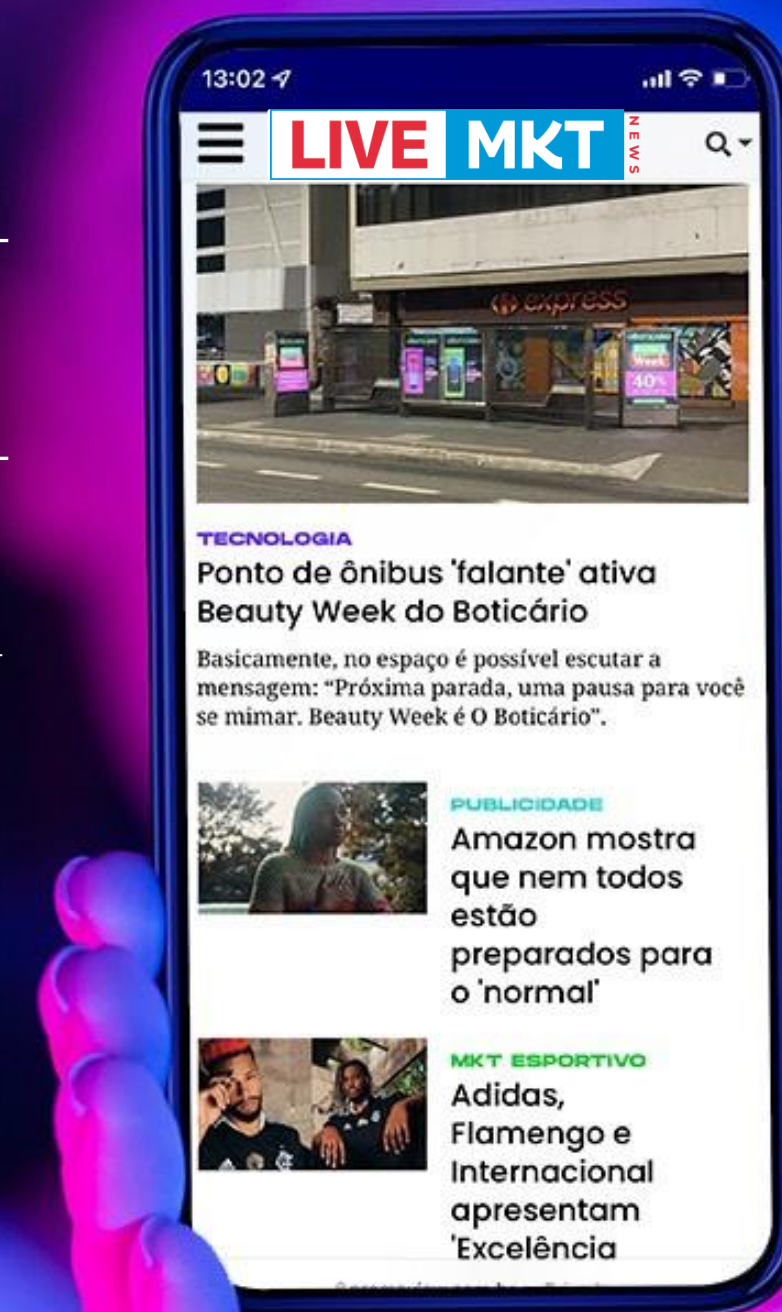 13:02
LIVE MKT NEWS
express
Week
40%
TECNOLOGIA
Ponto de ônibus 'falante' ativa
Beauty Week do Boticário
Basicamente, no espaço é possível escutar a
mensagem: “Próxima parada, uma pausa para você
se mimar. Beauty Week é O Boticário”.
PUBLICIDADE
Amazon mostra
que nem todos
estão
preparados para
o 'normal'
MKT ESPORTIVO
Adidas,
Flamengo e
Internacional
apresentam
'Excelência